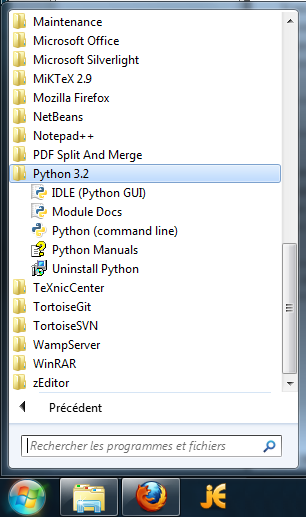 Maintenance
Microsoft Office
Microsoft Silverlight
MiKTeX 2.9
Mozilla Firefox
NetBeans
Notepad++
PDF Split And Merge
Python 3.2
IDLE (Python GUI)
Module Docs
Python (command line)
Python Manuals
Uninstall Python
TeXnicCenter
TortoiseGit
TortoiseSVN
WampServer
WinRAR
zEditor
Précédent
Rechercher les programmes et fichiers
jE